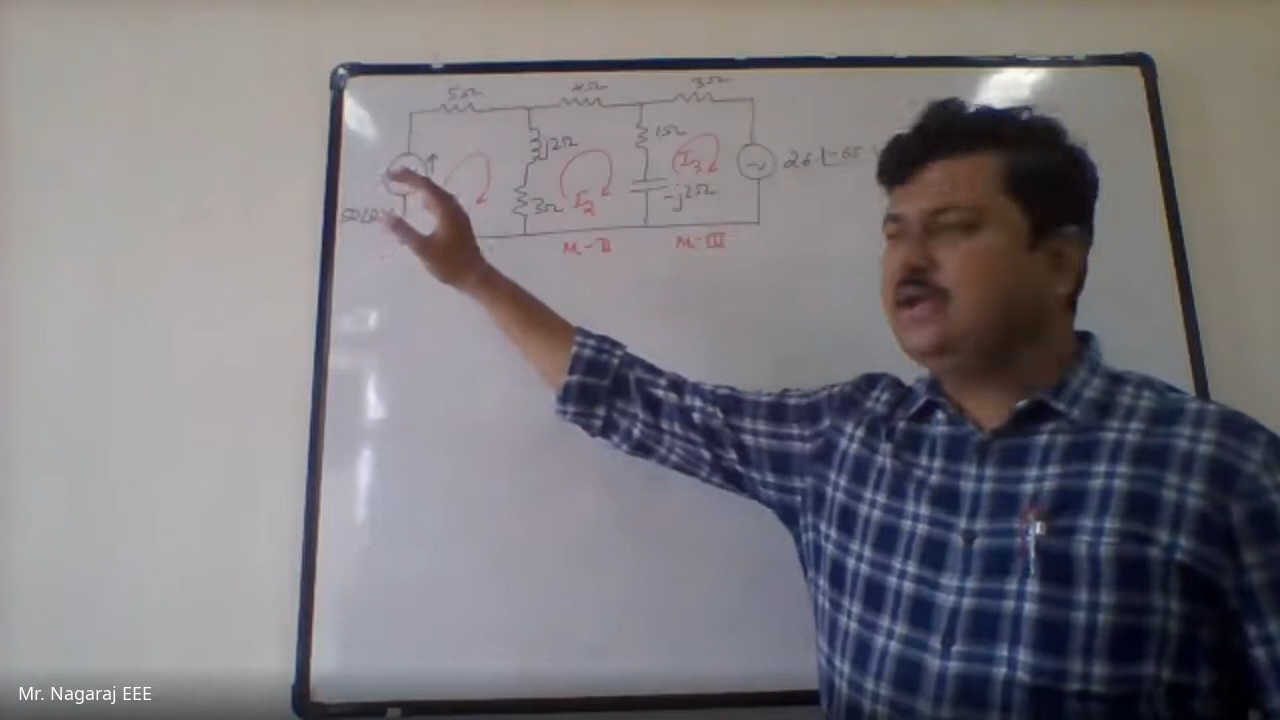 5Ω 4Ω 3Ω
j2Ω 1Ω
I3
3Ω I2 -j2Ω
M-II M-III
Mr. Nagaraj EEE